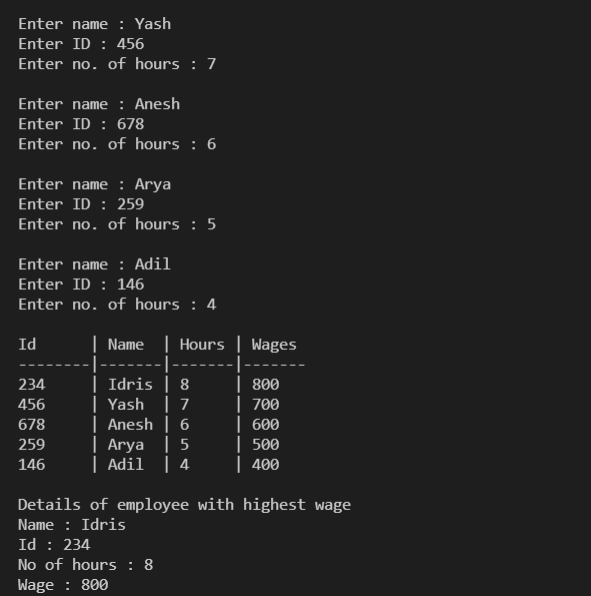 Enter name : Yash
Enter ID : 456
Enter no. of hours : 7
Enter name : Anesh
Enter ID : 678
Enter no. of hours : 6
Enter name : Arya
Enter ID : 259
Enter no. of hours : 5
Enter name : Adil
Enter ID : 146
Enter no. of hours : 4
Id      | Name  | Hours | Wages
--------|-------|-------|-------
234     | Idris | 8     | 800
456     | Yash  | 7     | 700
678     | Anesh | 6     | 600
259     | Arya  | 5     | 500
146     | Adil  | 4     | 400
Details of employee with highest wage
Name : Idris
Id : 234
No of hours : 8
Wage : 800